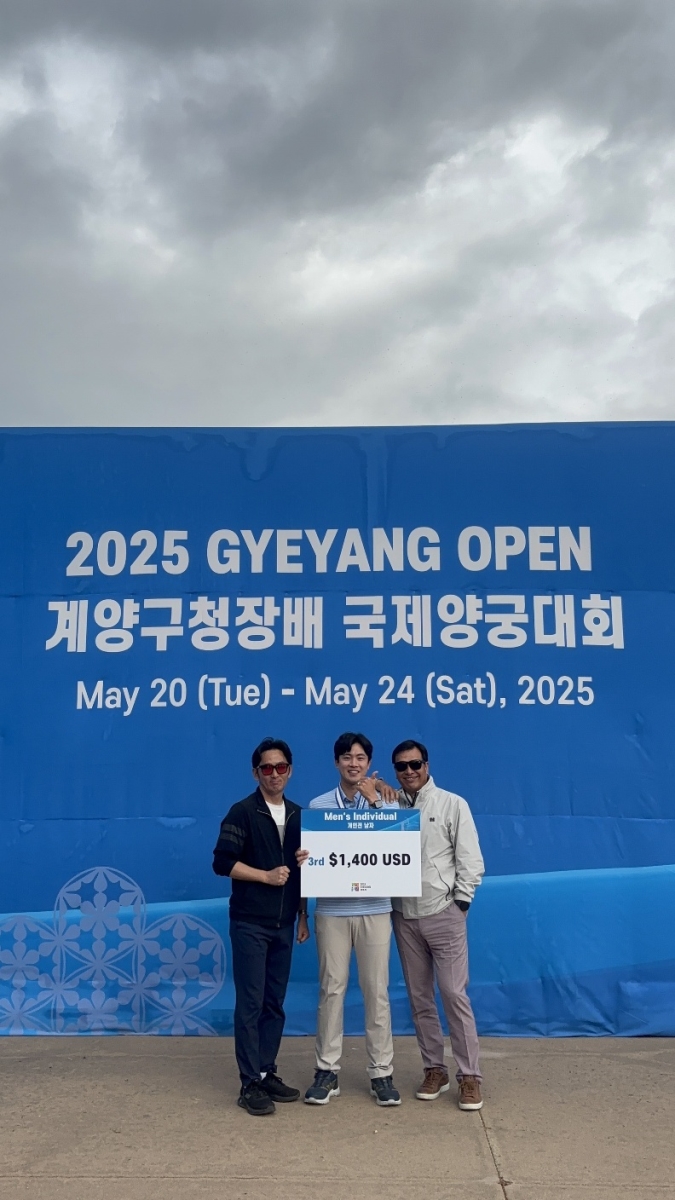 2025 GYEYANG OPEN
계양구청장배 국제양궁대회
May 20 (Tue) - May 24 (Sat), 2025
Men's Individual
개인전 남자
3rd $1,400 USD